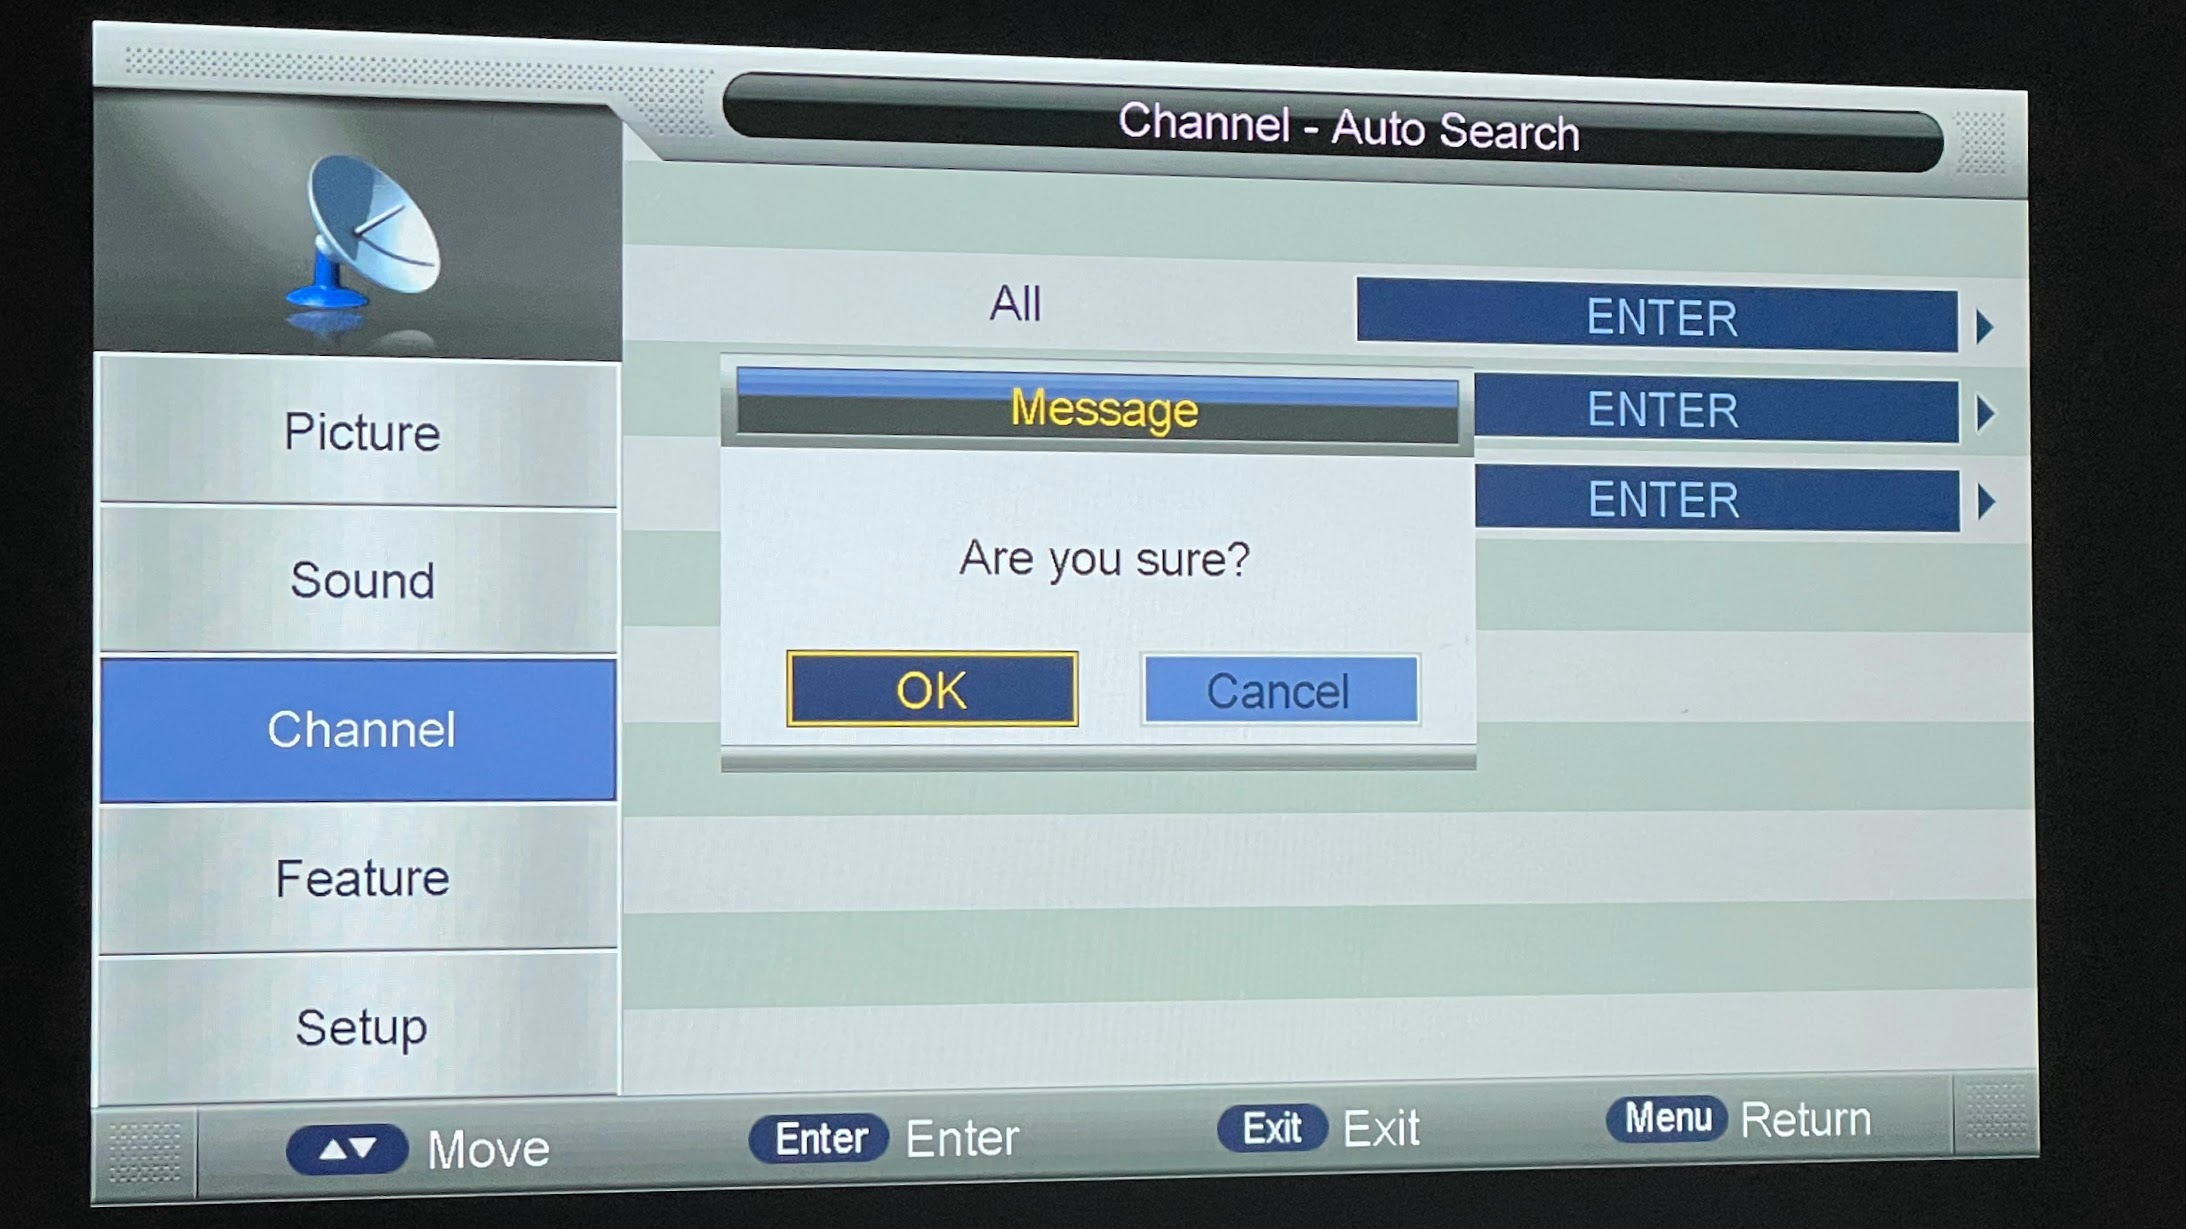 Channel - Auto Search
All ENTER
ENTER
ENTER
Message
Are you sure?
OK Cancel
Picture
Sound
Channel
Feature
Setup
▲▼ Move Enter Enter Exit Exit Menu Return